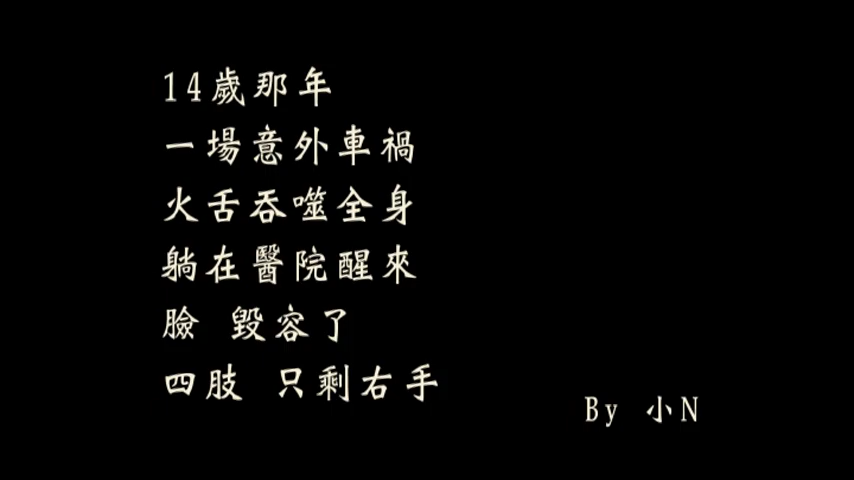 14歲那年
一場意外車禍
火舌吞噬全身
躺在醫院醒來
臉 毀容了
四肢 只剩右手
By 小N